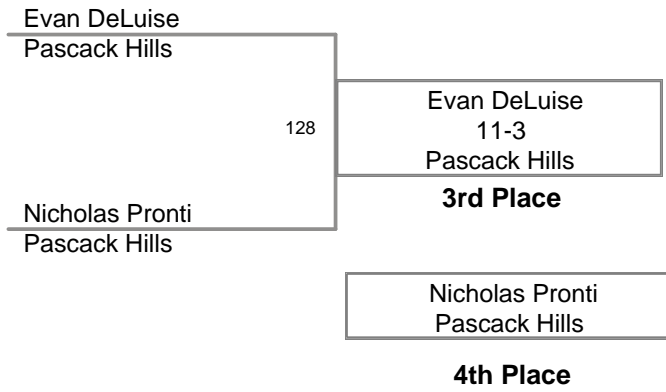 Evan DeLuise
Pascack Hills
128
Evan DeLuise
11-3
Pascack Hills
3rd Place
Nicholas Pronti
Pascack Hills
Nicholas Pronti
Pascack Hills
4th Place